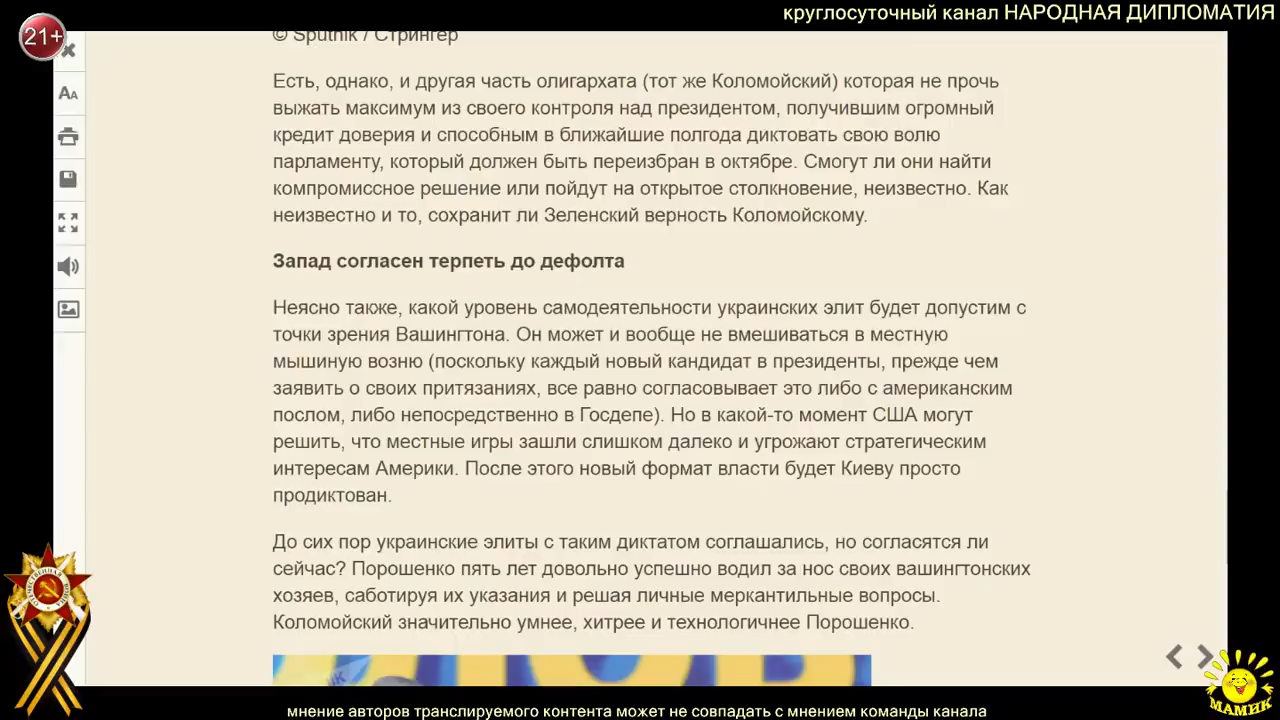 круглосуточный канал НАРОДНАЯ ДИПЛОМАТИЯ
21+
© Sputnik / Стрингер
Есть, однако, и другая часть олигархата (тот же Коломойский) которая не прочь
выжать максимум из своего контроля над президентом, получившим огромный
кредит доверия и способным в ближайшие полгода диктовать свою волю
парламенту, который должен быть переизбран в октябре. Смогут ли они найти
компромиссное решение или пойдут на открытое столкновение, неизвестно. Как
неизвестно и то, сохранит ли Зеленский верность Коломойскому.
Запад согласен терпеть до дефолта
Неясно также, какой уровень самодеятельности украинских элит будет допустим с
точки зрения Вашингтона. Он может и вообще не вмешиваться в местную
мышиную возню (поскольку каждый новый кандидат в президенты, прежде чем
заявить о своих притязаниях, все равно согласовывает это либо с американским
послом, либо непосредственно в Госдепе). Но в какой-то момент США могут
решить, что местные игры зашли слишком далеко и угрожают стратегическим
интересам Америки. После этого новый формат власти будет Киеву просто
продиктован.
До сих пор украинские элиты с таким диктатом соглашались, но согласятся ли
сейчас? Порошенко пять лет довольно успешно водил за нос своих вашингтонских
хозяев, саботируя их указания и решая личные меркантильные вопросы.
Коломойский значительно умнее, хитрее и технологичнее Порошенко.
МАМИК
мнение авторов транслируемого контента может не совпадать с мнением команды канала